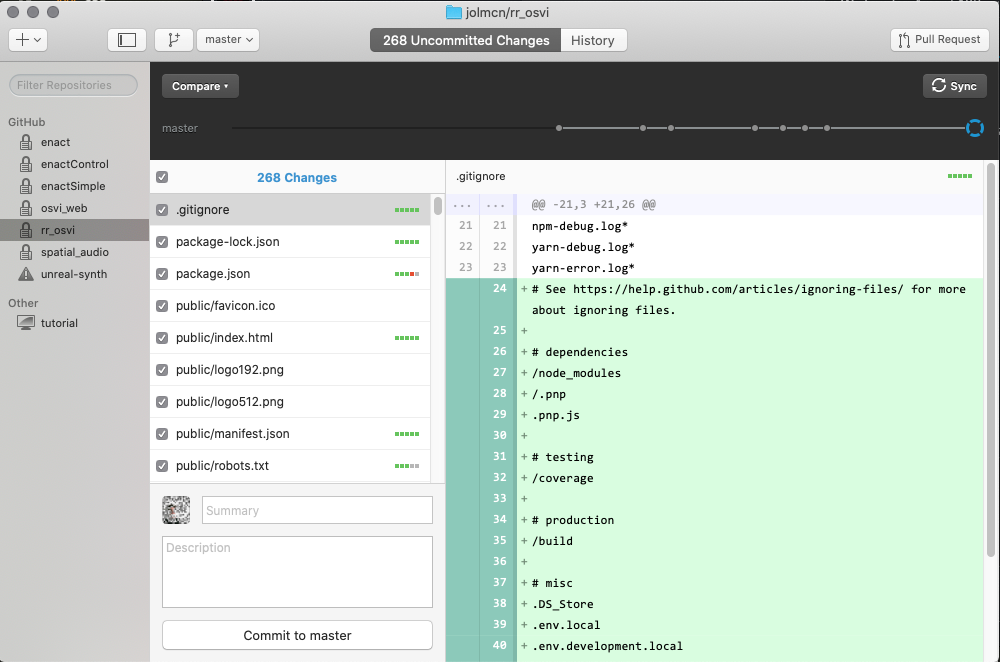 jolmcn/rr_osvi
master
268 Uncommitted Changes
History
Pull Request
Filter Repositories
GitHub
enact
enactControl
enactSimple
osvi_web
rr_osvi
spatial_audio
unreal-synth
Other
tutorial
Compare
Sync
master
268 Changes
.gitignore
package-lock.json
package.json
public/favicon.ico
public/index.html
public/logo192.png
public/logo512.png
public/manifest.json
public/robots.txt
Summary
Description
Commit to master
.gitignore
... ... @@ -21,3 +21,26 @@
21 21 npm-debug.log*
22 22 yarn-debug.log*
23 23 yarn-error.log*
24 + # See https://help.github.com/articles/ignoring-files/ for more
about ignoring files.
25 +
26 + # dependencies
27 + /node_modules
28 + /.pnp
29 + .pnp.js
30 +
31 + # testing
32 + /coverage
33 +
34 + # production
35 + /build
36 +
37 + # misc
38 + .DS_Store
39 + .env.local
40 + .env.development.local